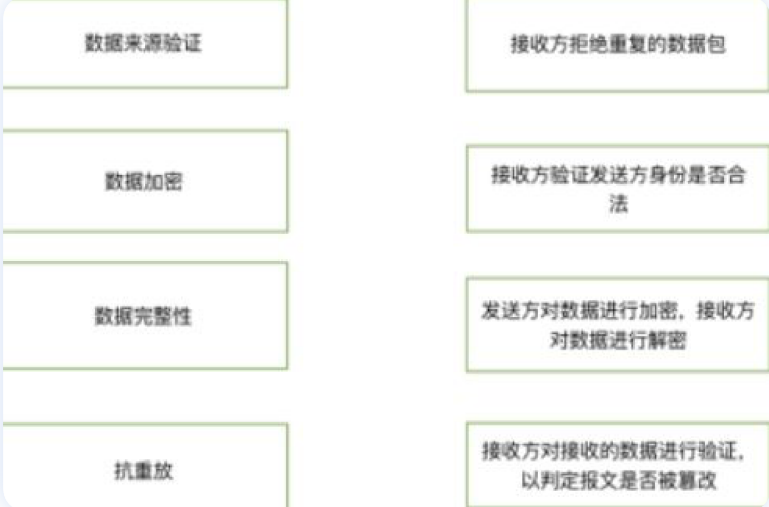 数据来源验证
接收方拒绝重复的数据包
数据加密
接收方验证发送方身份是否合
法
数据完整性
发送方对数据进行加密，接收方
对数据进行解密
抗重放
接收方对接收的数据进行验证，
以判定报文是否被篡改